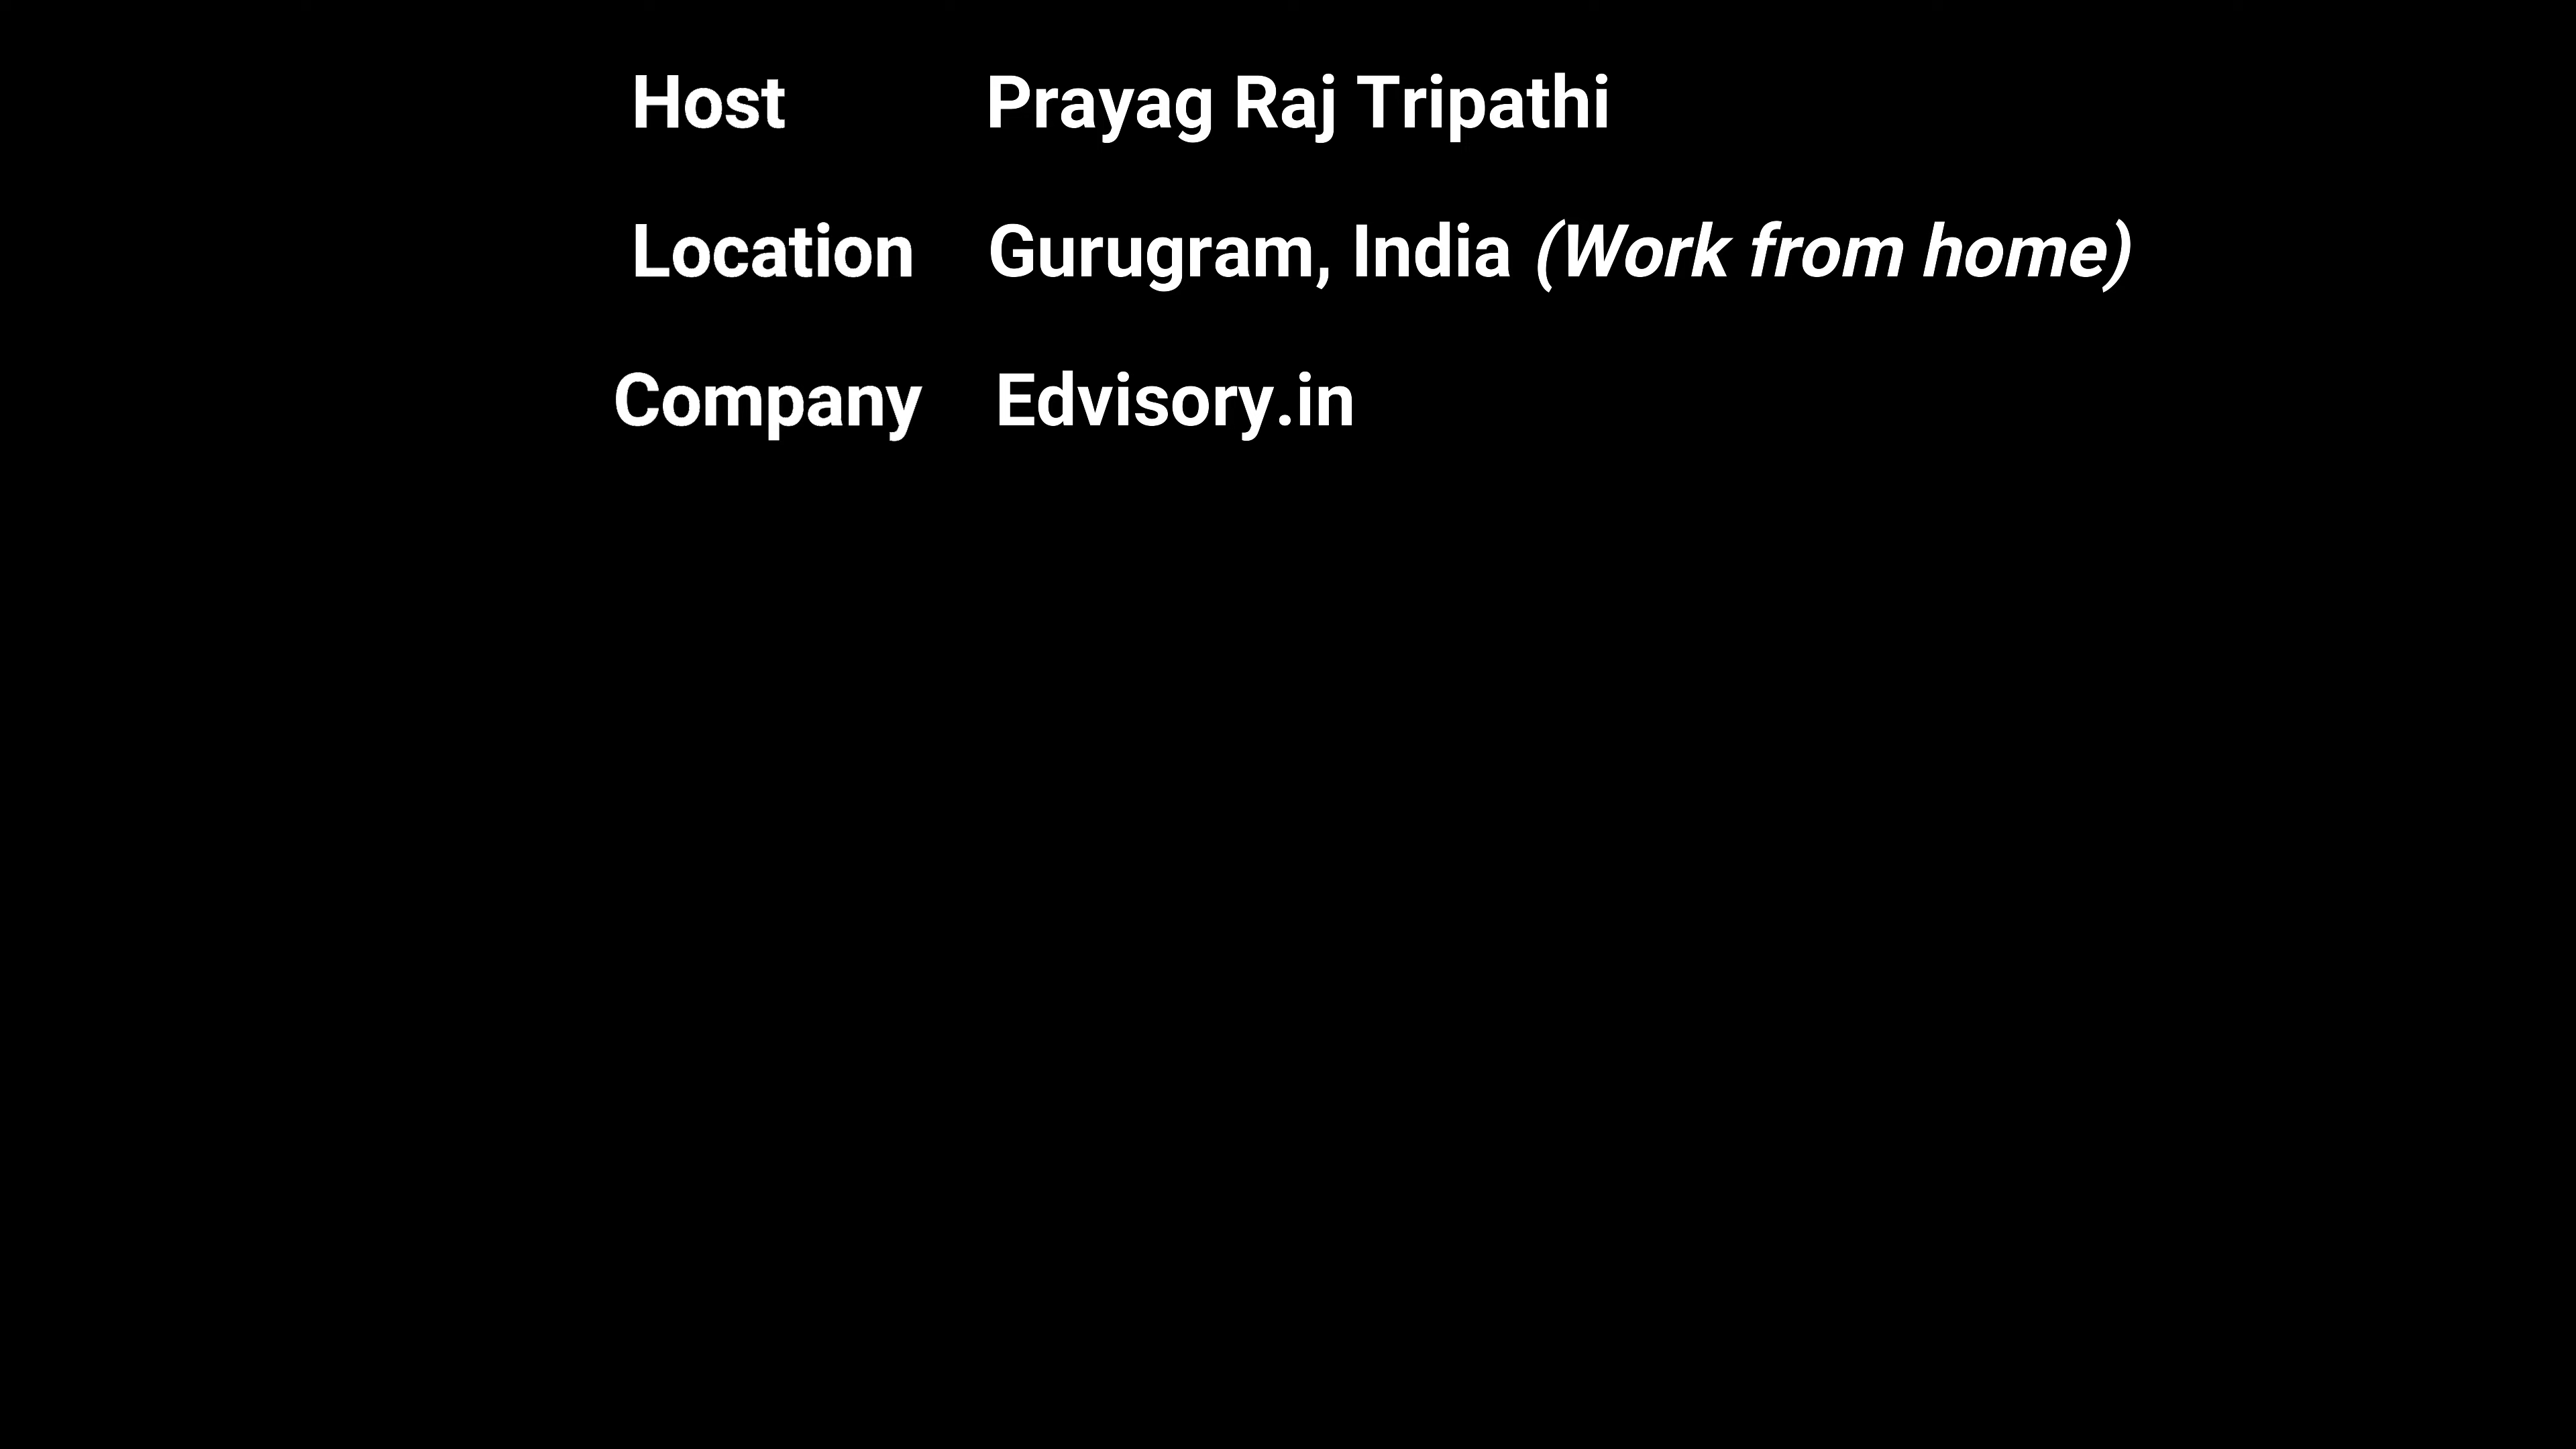 Host Prayag Raj Tripathi
Location Gurugram, India (Work from home)
Company Edvisory.in